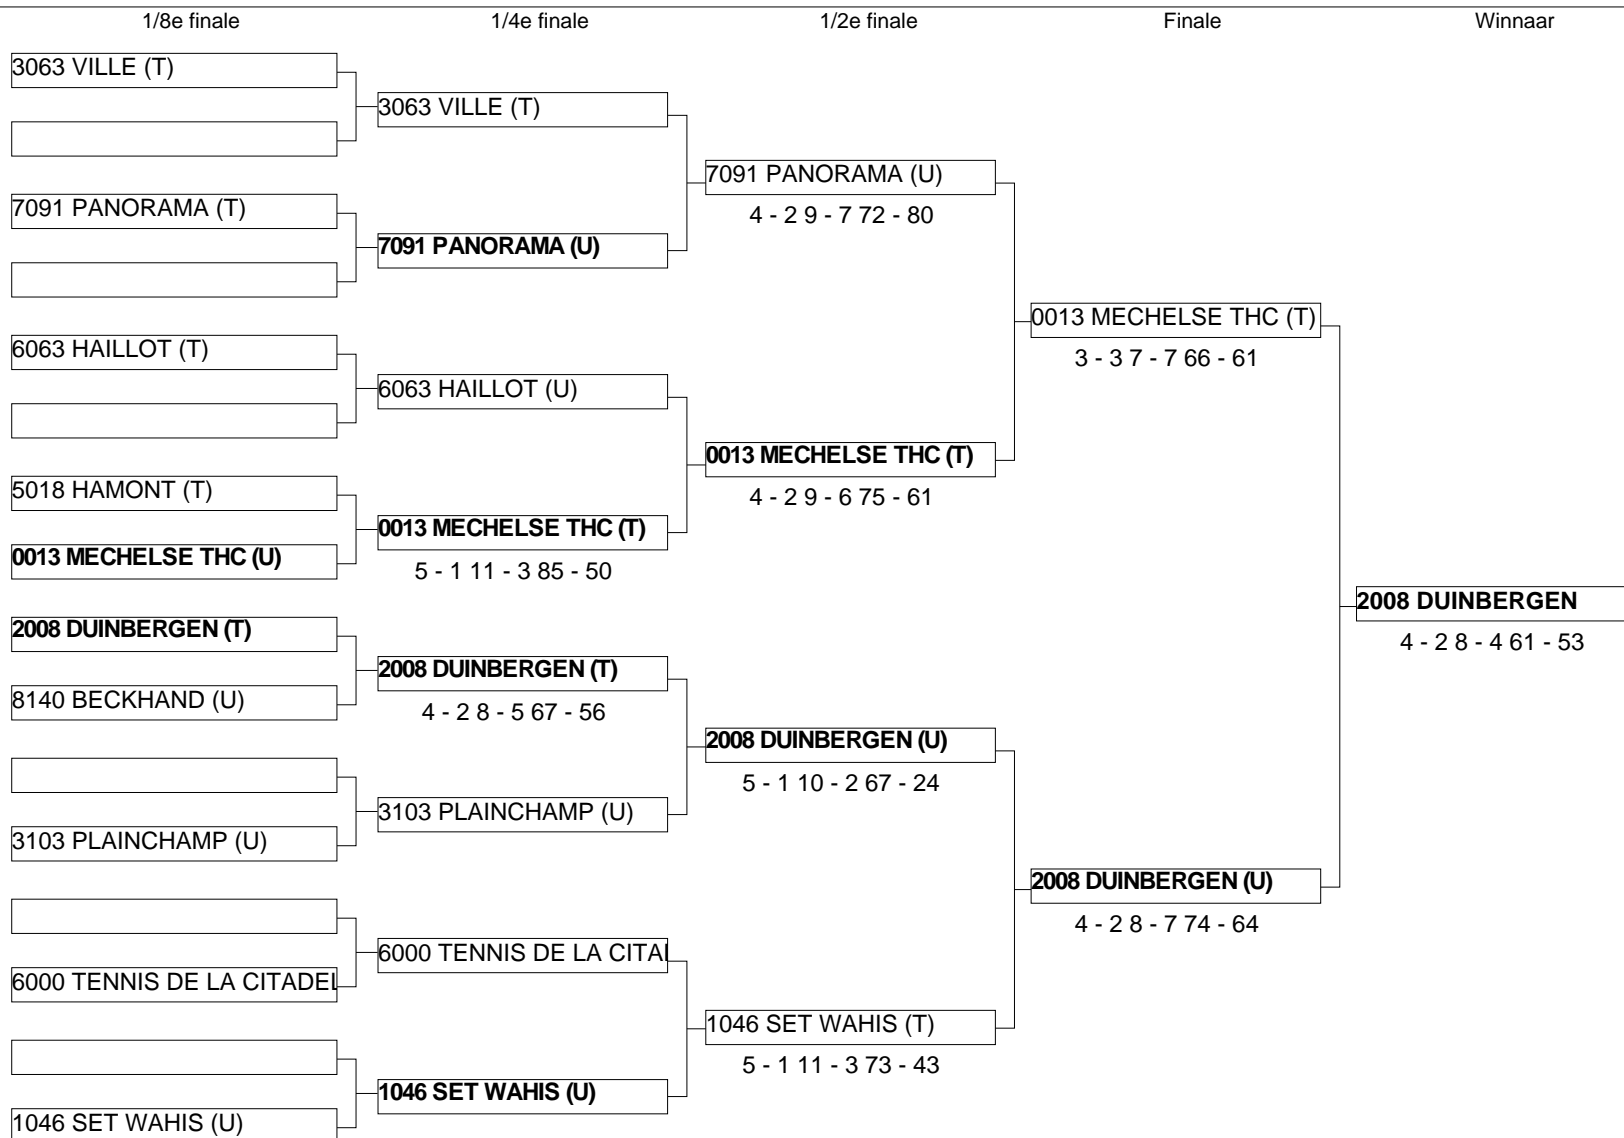 1/8e finale
1/4e finale
1/2e finale
Finale
Winnaar
3063 VILLE (T)
7091 PANORAMA (T)
6063 HAILLOT (T)
5018 HAMONT (T)
0013 MECHELSE THC (U)
2008 DUINBERGEN (T)
8140 BECKHAND (U)
3103 PLAINCHAMP (U)
6000 TENNIS DE LA CITADEL
1046 SET WAHIS (U)
3063 VILLE (T)
7091 PANORAMA (U)
6063 HAILLOT (U)
0013 MECHELSE THC (T)
5 - 1 11 - 3 85 - 50
2008 DUINBERGEN (T)
4 - 2 8 - 5 67 - 56
3103 PLAINCHAMP (U)
6000 TENNIS DE LA CITA
1046 SET WAHIS (U)
7091 PANORAMA (U)
4 - 2 9 - 7 72 - 80
0013 MECHELSE THC (T)
4 - 2 9 - 6 75 - 61
2008 DUINBERGEN (U)
5 - 1 10 - 2 67 - 24
1046 SET WAHIS (T)
5 - 1 11 - 3 73 - 43
0013 MECHELSE THC (T)
3 - 3 7 - 7 66 - 61
2008 DUINBERGEN (U)
4 - 2 8 - 7 74 - 64
2008 DUINBERGEN
4 - 2 8 - 4 61 - 53